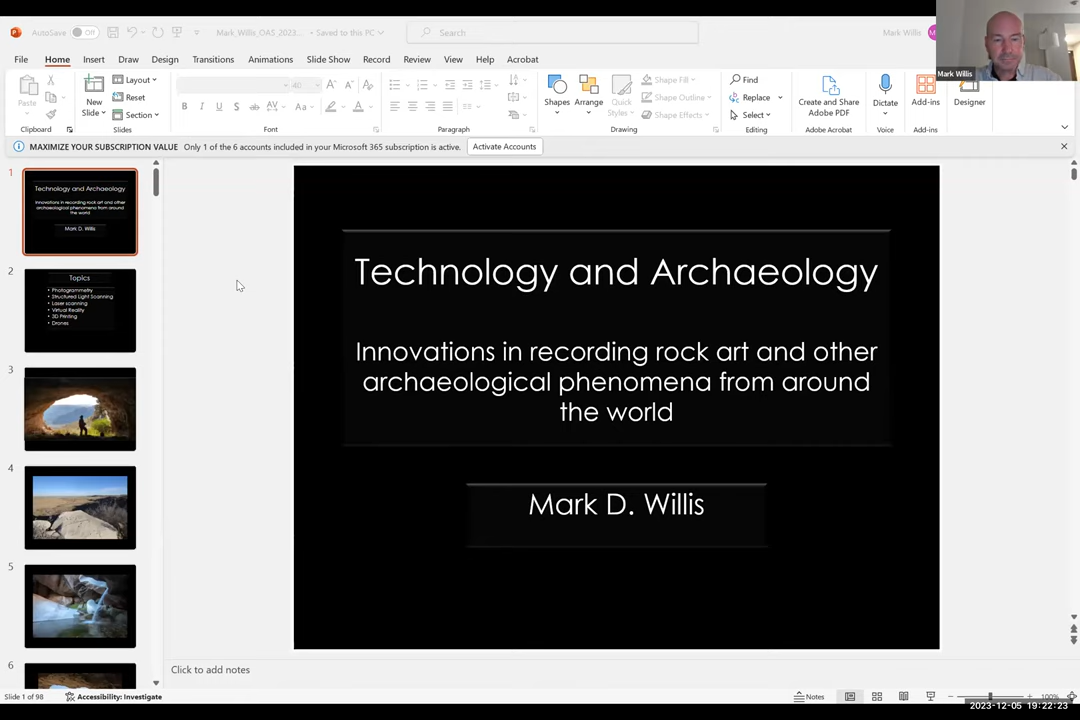 AutoSave
Off
Mark_Willis_OAS_2023...
• Saved to this PC
Search
Mark Willis
File
Home
Insert
Draw
Design
Transitions
Animations
Slide Show
Record
Review
View
Help
Acrobat
Paste
Clipboard
New
Slide
Layout
Reset
Section
Slides
40
Font
Paragraph
Shapes
Arrange
Quick
Styles
Shape Fill
Shape Outline
Shape Effects
Drawing
Find
Replace
Select
Editing
Create and Share
Adobe PDF
Adobe Acrobat
Dictate
Voice
Add-ins
Add-ins
Designer
Mark Willis
MAXIMIZE YOUR SUBSCRIPTION VALUE Only 1 of the 6 accounts included in your Microsoft 365 subscription is active.
Activate Accounts
1
Technology and Archaeology
Innovations in recording rock art and other
archaeological phenomena from around
the world
Mark D. Willis
2
Topics
• Photogrammetry
• Structured Light Scanning
• Laser scanning
• Virtual Reality
• 3D Printing
• Drones
3
4
5
6
Technology and Archaeology
Innovations in recording rock art and other
archaeological phenomena from around
the world
Mark D. Willis
Click to add notes
Slide 1 of 98
Accessibility: Investigate
Notes
100%
2023-12-05 19:22:23